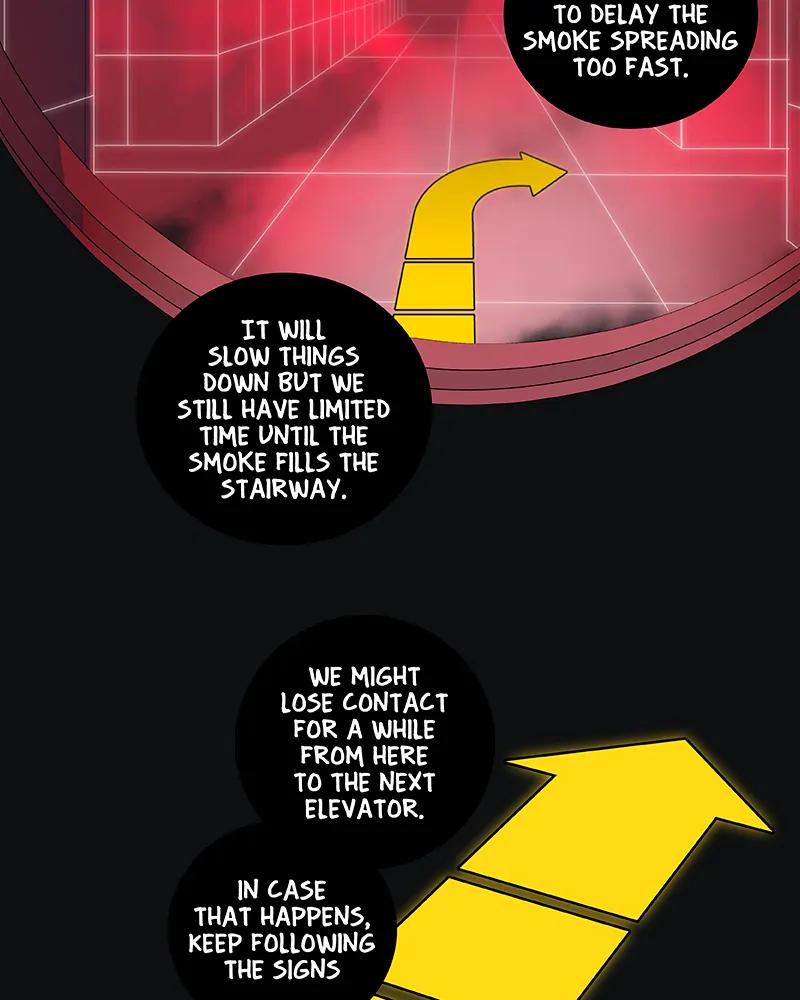 TO DELAY THE
SMOKE SPREADING
TOO FAST.
IT WILL
SLOW THINGS
DOWN BUT WE
STILL HAVE LIMITED
TIME UNTIL THE
SMOKE FILLS THE
STAIRWAY.
WE MIGHT
LOSE CONTACT
FOR A WHILE
FROM HERE
TO THE NEXT
ELEVATOR.
IN CASE
THAT HAPPENS,
KEEP FOLLOWING
THE SIGNS